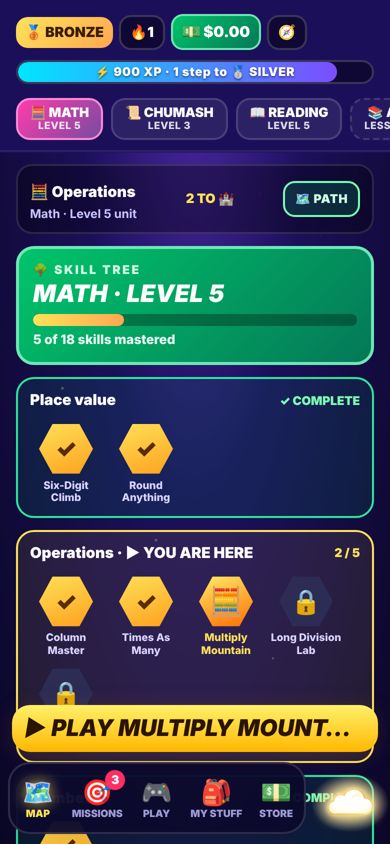 BRONZE
1
$0.00
900 XP · 1 step to SILVER
MATH
LEVEL 5
CHUMASH
LEVEL 3
READING
LEVEL 5
LESS
Operations
Math · Level 5 unit
2 TO
PATH
SKILL TREE
MATH · LEVEL 5
5 of 18 skills mastered
Place value
✓ COMPLETE
Six-Digit
Climb
Round
Anything
Operations · ▶ YOU ARE HERE
2 / 5
Column
Master
Times As
Many
Multiply
Mountain
Long Division
Lab
▶ PLAY MULTIPLY MOUNT…
3
MAP
MISSIONS
PLAY
MY STUFF
STORE